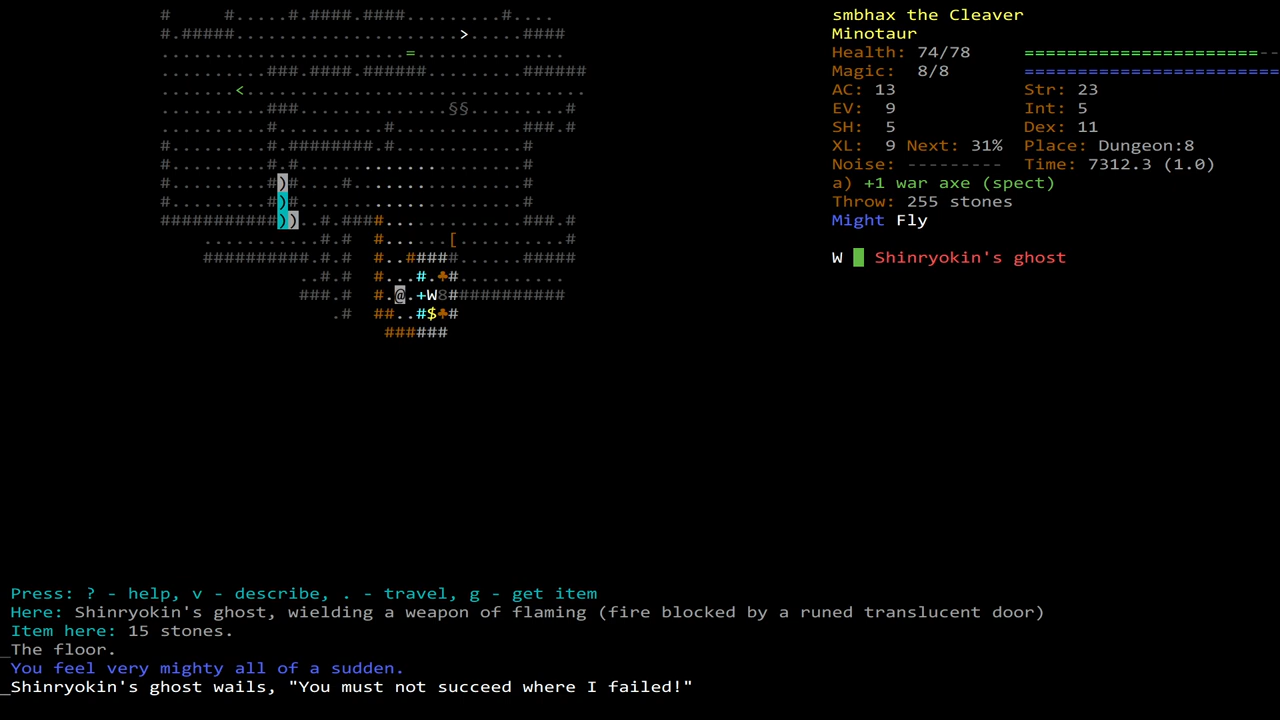 smbhax the Cleaver
Minotaur
Health: 74/78
Magic: 8/8
AC: 13 Str: 23
EV: 9 Int: 5
SH: 5 Dex: 11
XL: 9 Next: 31% Place: Dungeon:8
Noise: --------- Time: 7312.3 (1.0)
a) +1 war axe (spect)
Throw: 255 stones
Might Fly
W Shinryokin's ghost
Press: ? - help, v - describe, . - travel, g - get item
Here: Shinryokin's ghost, wielding a weapon of flaming (fire blocked by a runed translucent door)
Item here: 15 stones.
_The floor.
You feel very mighty all of a sudden.
_Shinryokin's ghost wails, "You must not succeed where I failed!"